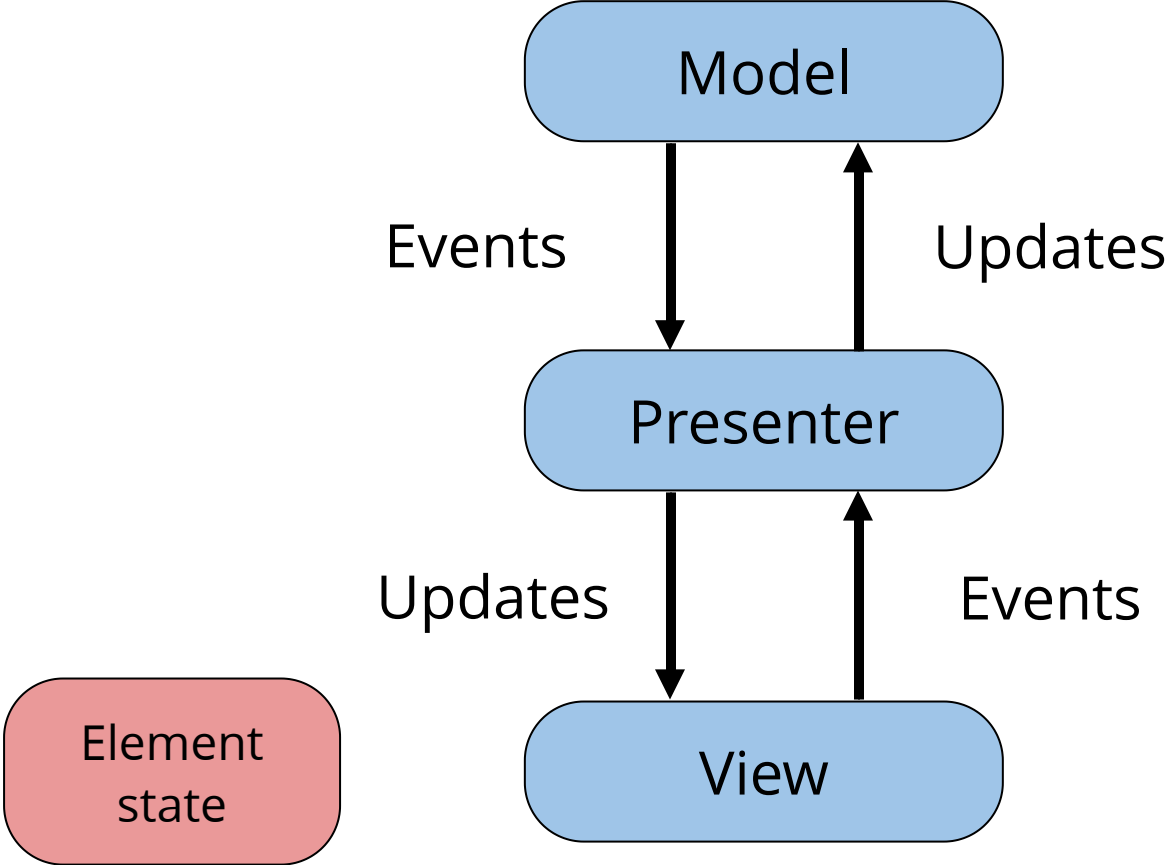 Model
Events
Updates
Presenter
Updates
Events
Element
state
View